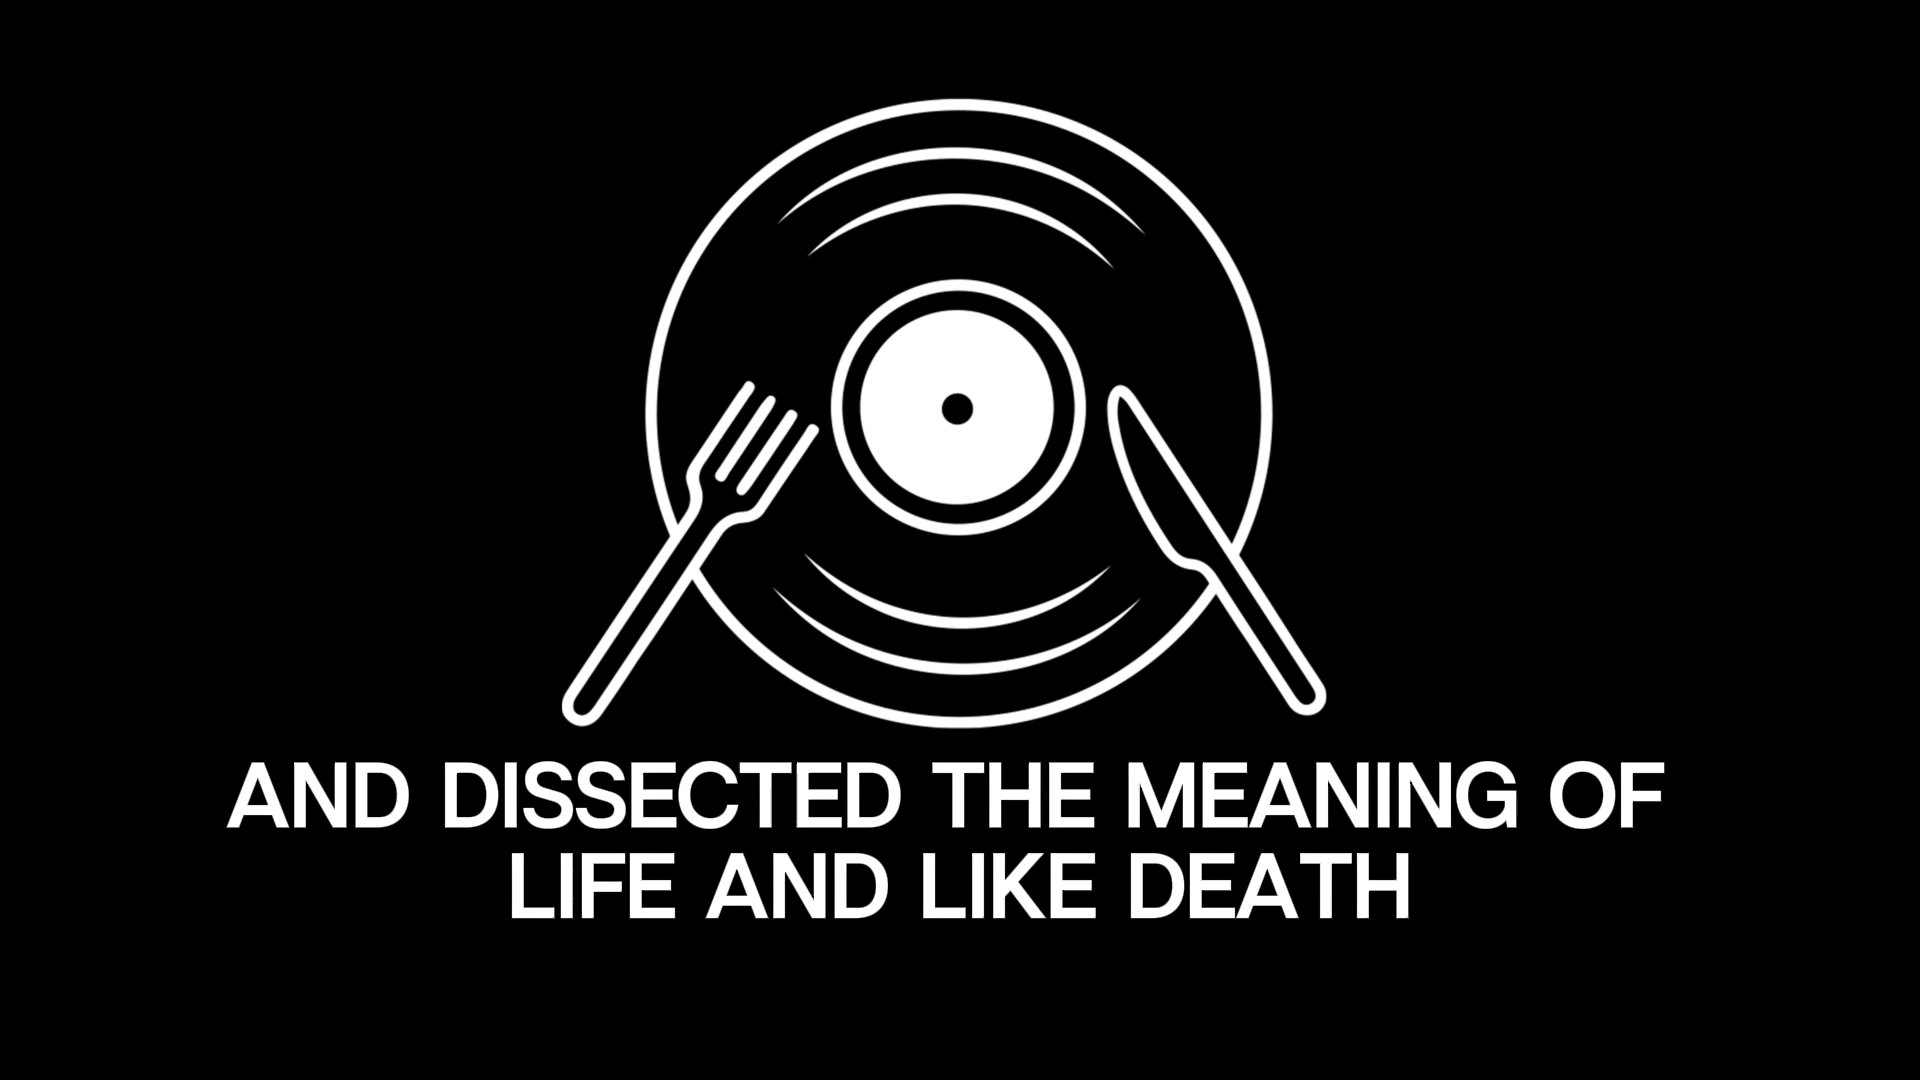 AND DISSECTED THE MEANING OF
LIFE AND LIKE DEATH